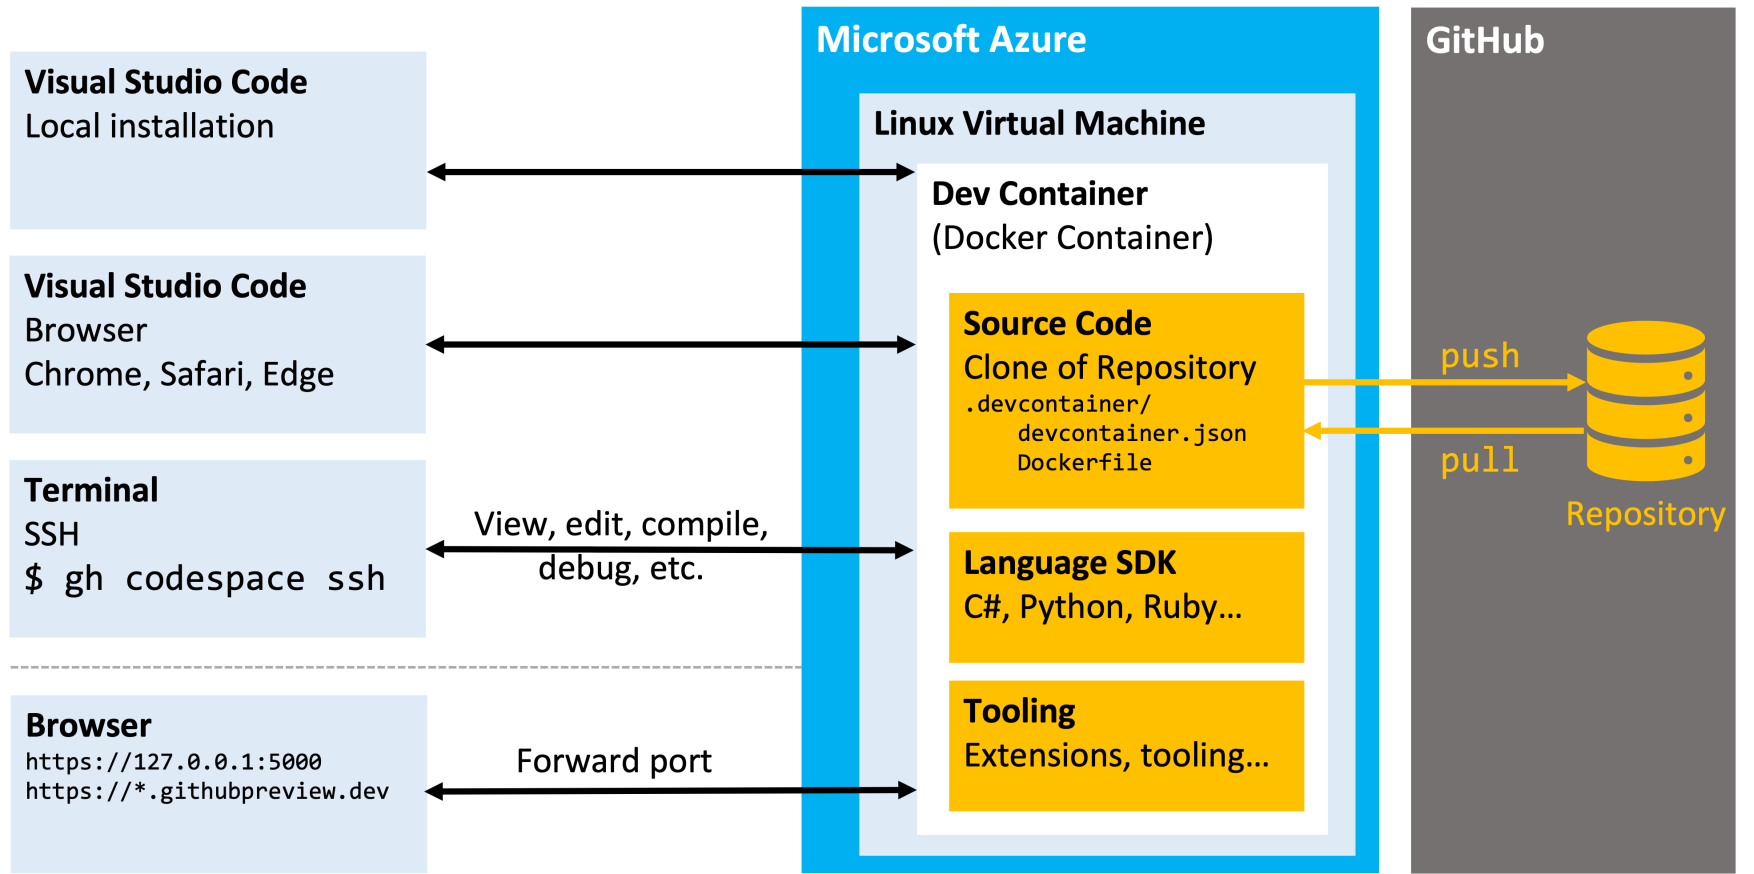 Visual Studio Code
Local installation
Visual Studio Code
Browser
Chrome, Safari, Edge
Terminal
SSH
$ gh codespace ssh
View, edit, compile,
debug, etc.
Browser
https://127.0.0.1:5000
https://*.githubpreview.dev
Forward port
Microsoft Azure
Linux Virtual Machine
Dev Container
(Docker Container)
Source Code
Clone of Repository
.devcontainer/
devcontainer.json
Dockerfile
Language SDK
C#, Python, Ruby...
Tooling
Extensions, tooling...
GitHub
push
pull
Repository